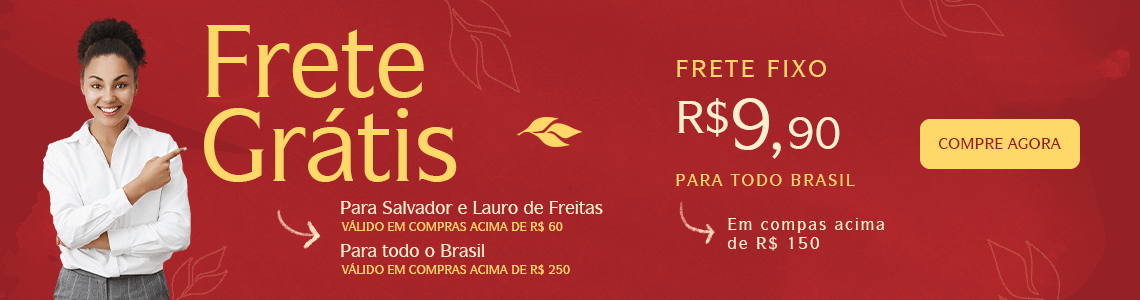 Frete
Grátis
Para Salvador e Lauro de Freitas
VÁLIDO EM COMPRAS ACIMA DE R$ 60
Para todo o Brasil
VÁLIDO EM COMPRAS ACIMA DE R$ 250
FRETE FIXO
R$9,90
PARA TODO BRASIL
Em compas acima
de R$ 150
COMPRE AGORA